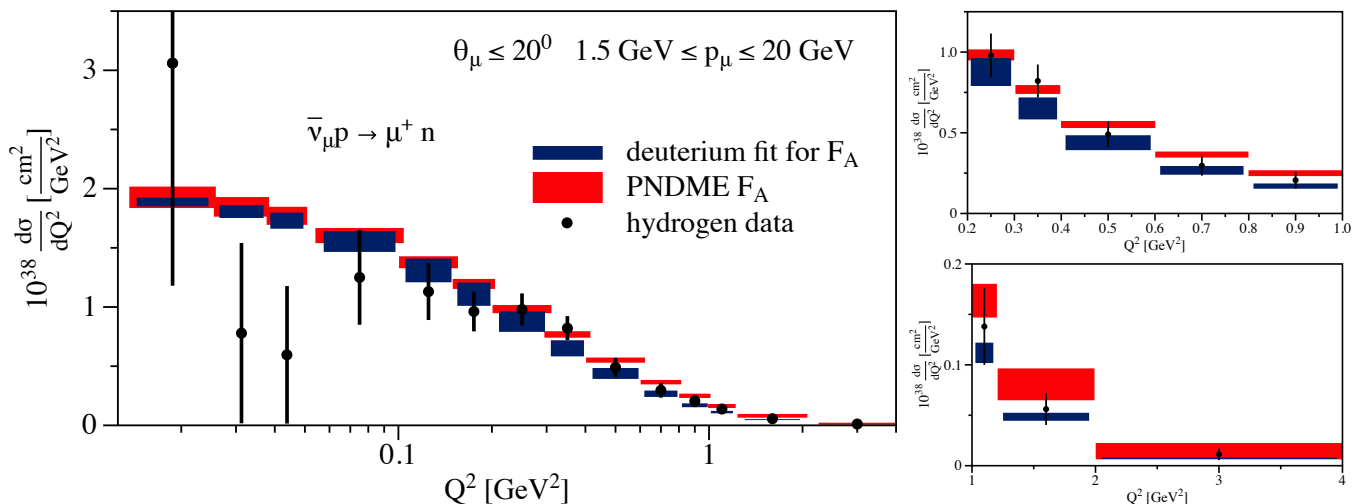 θμ ≤ 20⁰ 1.5 GeV ≤ pμ ≤ 20 GeV
ν̅μp → μ⁺ n
deuterium fit for F_A
PNDME F_A
hydrogen data
10³⁸ dσ/dQ² [cm²/GeV²]
3
2
1
0
0.1 1
Q² [GeV²]
10³⁸ dσ/dQ² [cm²/GeV²]
1.0
0.5
0
0.2 0.3 0.4 0.5 0.6 0.7 0.8 0.9 1.0
Q² [GeV²]
10³⁸ dσ/dQ² [cm²/GeV²]
0.2
0.1
0
1 2 3 4
Q² [GeV²]